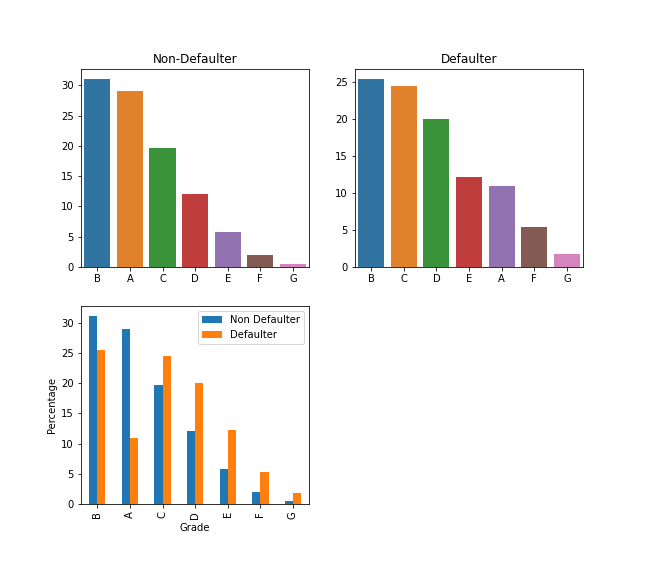 Non-Defaulter
30
25
20
15
10
5
0
B A C D E F G
Defaulter
25
20
15
10
5
0
B C D E A F G
Non Defaulter
Defaulter
Percentage
30
25
20
15
10
5
0
B A C D E F G
Grade